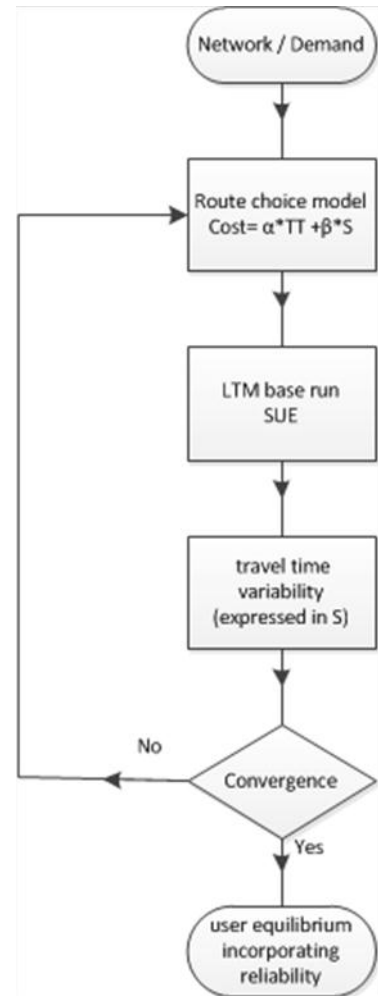 Network / Demand
Route choice model
Cost= α*TT +β*S
LTM base run
SUE
travel time
variability
(expressed in S)
No
Convergence
Yes
user equilibrium
incorporating
reliability